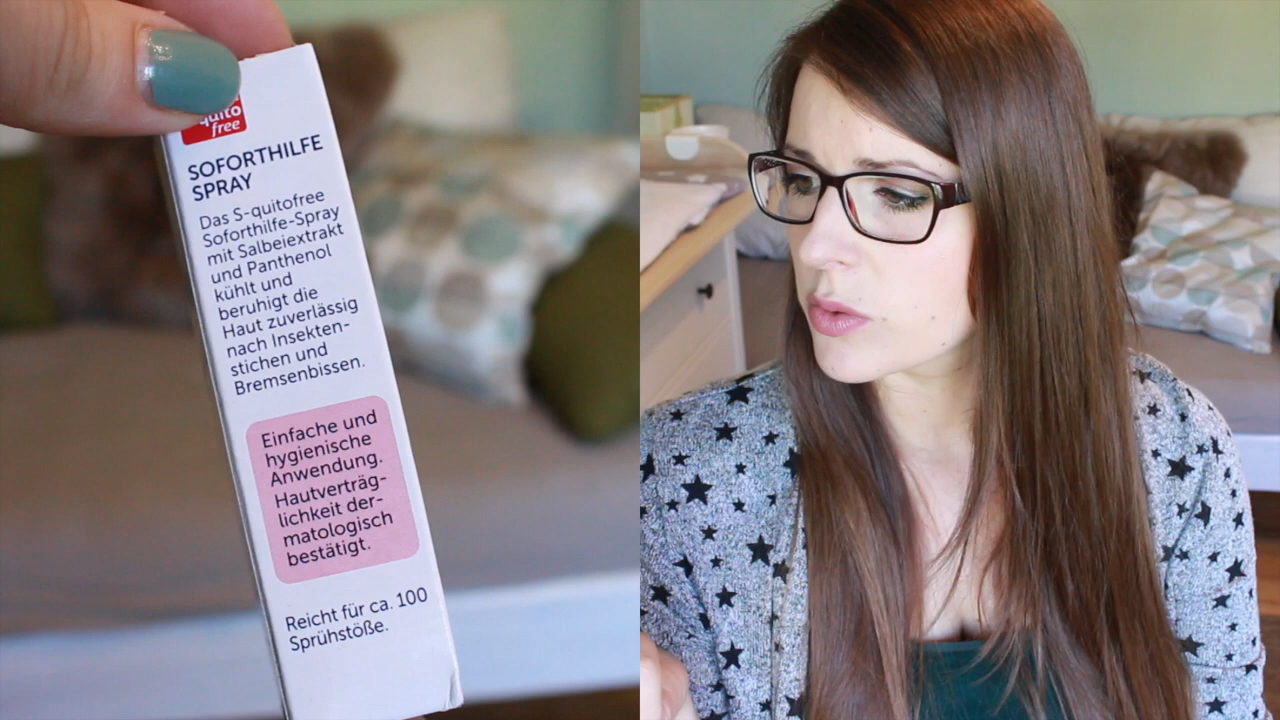 quito
free
SOFORTHILFE
SPRAY
Das S-quitofree
Soforthilfe-Spray
mit Salbeiextrakt
und Panthenol
kühlt und
beruhigt die
Haut zuverlässig
nach Insekten-
stichen und
Bremsenbissen.
Einfache und
hygienische
Anwendung.
Hautverträg-
lichkeit der-
matologisch
bestätigt.
Reicht für ca. 100
Sprühstöße.